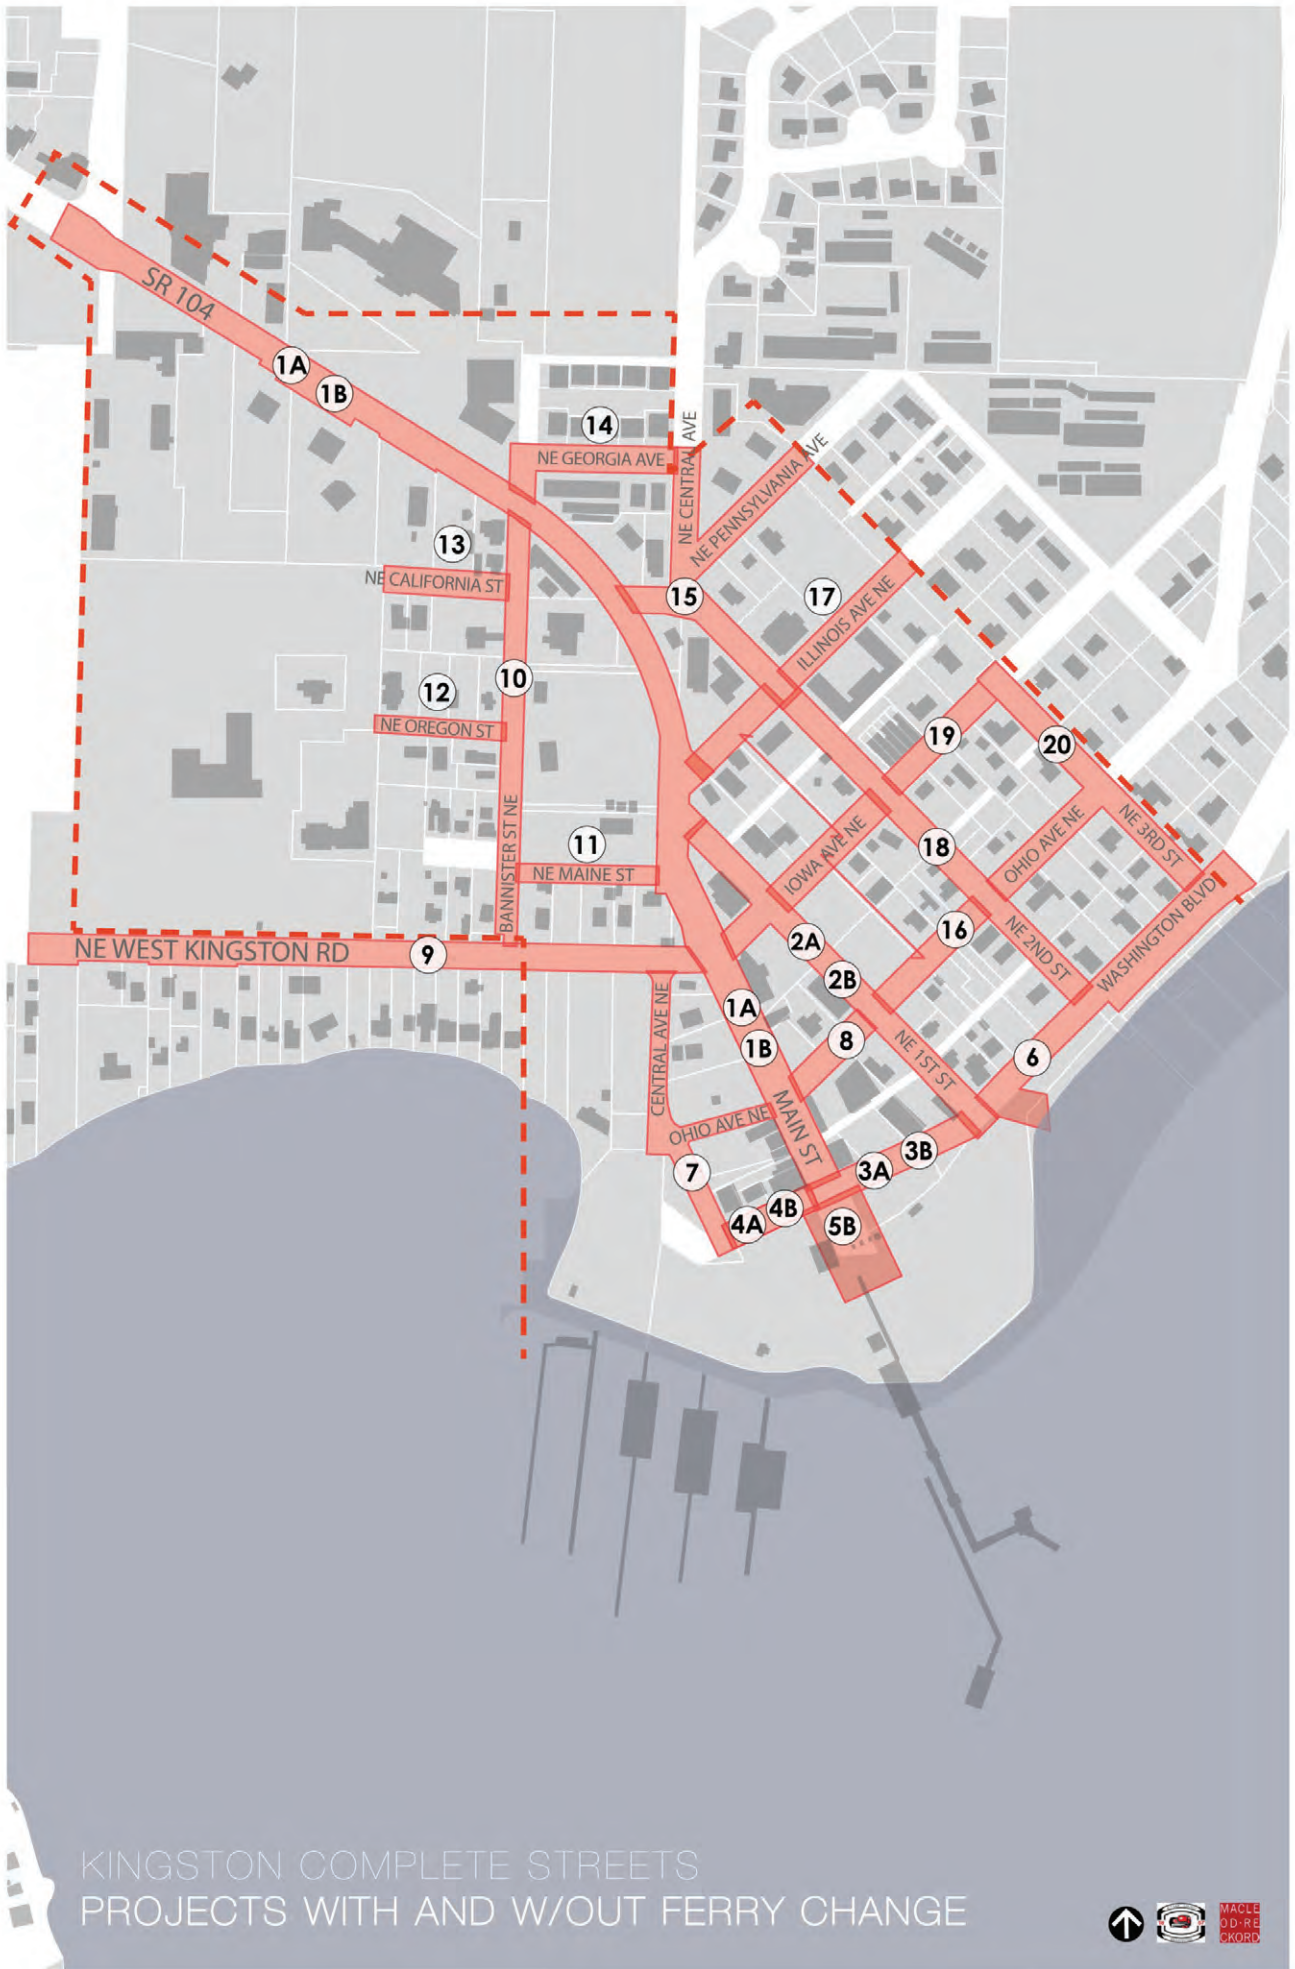 SR 104
1A
1B
14
NE GEORGIA AVE
NE CENTRAL AVE
NE PENNSYLVANIA AVE
13
NE CALIFORNIA ST
15
17
ILLINOIS AVE NE
10
12
NE OREGON ST
19
20
BANNISTER ST NE
11
NE MAINE ST
IOWA AVE NE
18
OHIO AVE NE
NE 3RD ST
NE WEST KINGSTON RD
9
2A
2B
16
NE 2ND ST
WASHINGTON BLVD
1A
1B
CENTRAL AVE NE
8
NE 1ST ST
6
OHIO AVE NE
MAIN ST
7
3A
3B
4A
4B
5B
KINGSTON COMPLETE STREETS
PROJECTS WITH AND W/OUT FERRY CHANGE
MACLE
OD-RE
CKORD